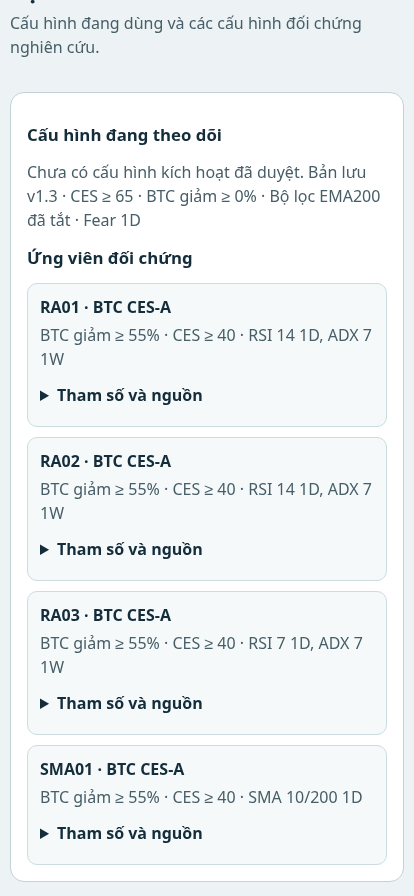 Cấu hình đang dùng và các cấu hình đối chứng
nghiên cứu.
Cấu hình đang theo dõi
Chưa có cấu hình kích hoạt đã duyệt. Bản lưu
v1.3 · CES ≥ 65 · BTC giảm ≥ 0% · Bộ lọc EMA200
đã tắt · Fear 1D
Ứng viên đối chứng
RA01 · BTC CES-A
BTC giảm ≥ 55% · CES ≥ 40 · RSI 14 1D, ADX 7
1W
▶ Tham số và nguồn
RA02 · BTC CES-A
BTC giảm ≥ 55% · CES ≥ 40 · RSI 14 1D, ADX 7
1W
▶ Tham số và nguồn
RA03 · BTC CES-A
BTC giảm ≥ 55% · CES ≥ 40 · RSI 7 1D, ADX 7
1W
▶ Tham số và nguồn
SMA01 · BTC CES-A
BTC giảm ≥ 55% · CES ≥ 40 · SMA 10/200 1D
▶ Tham số và nguồn